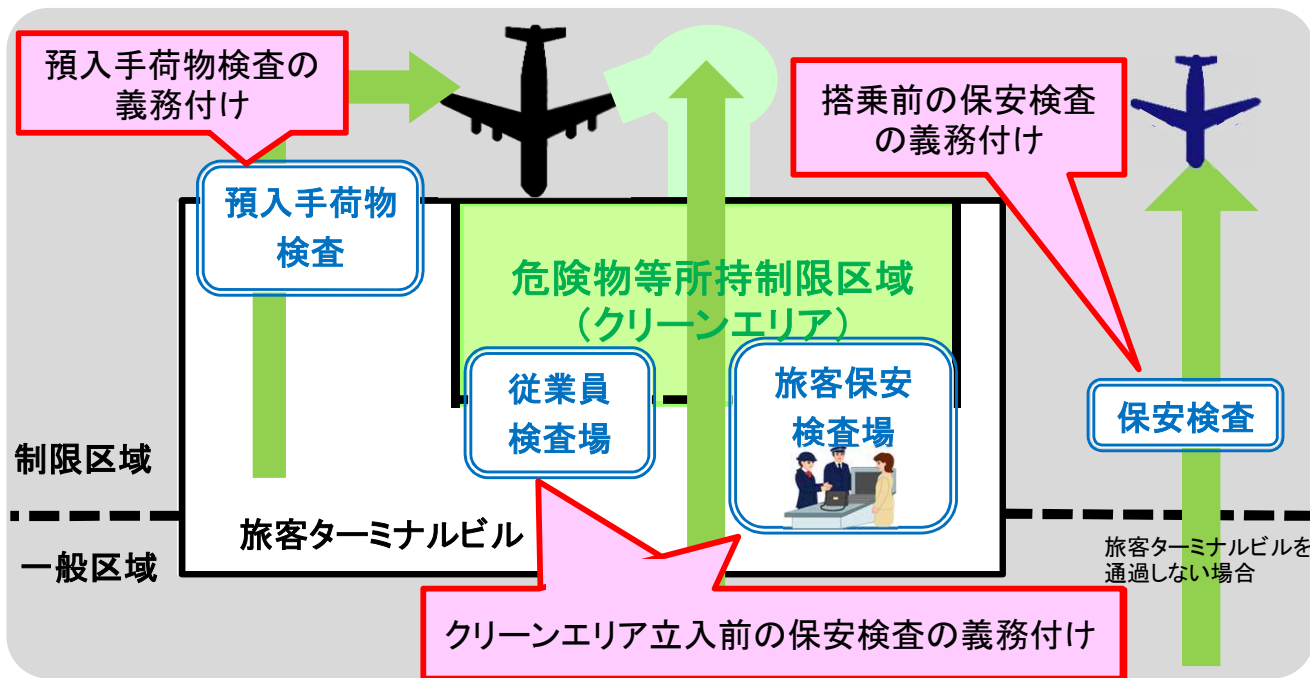 預入手荷物検査の
義務付け
搭乗前の保安検査
の義務付け
預入手荷物
検査
危険物等所持制限区域
(クリーンエリア)
従業員
検査場
旅客保安
検査場
保安検査
制限区域
旅客ターミナルビル
一般区域
旅客ターミナルビルを
通過しない場合
クリーンエリア立入前の保安検査の義務付け